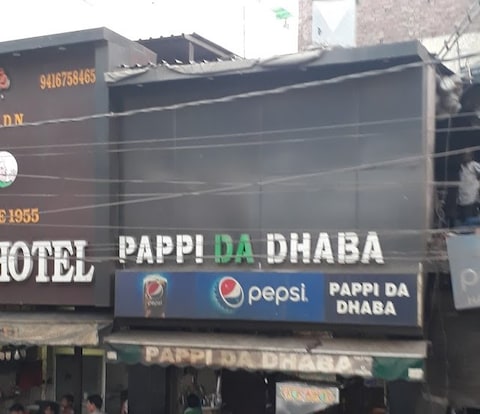 9416758465
D.N
E 1955
HOTEL
PAPPI DA DHABA
pepsi
PAPPI DA
DHABA
PAPPI DA DHABA